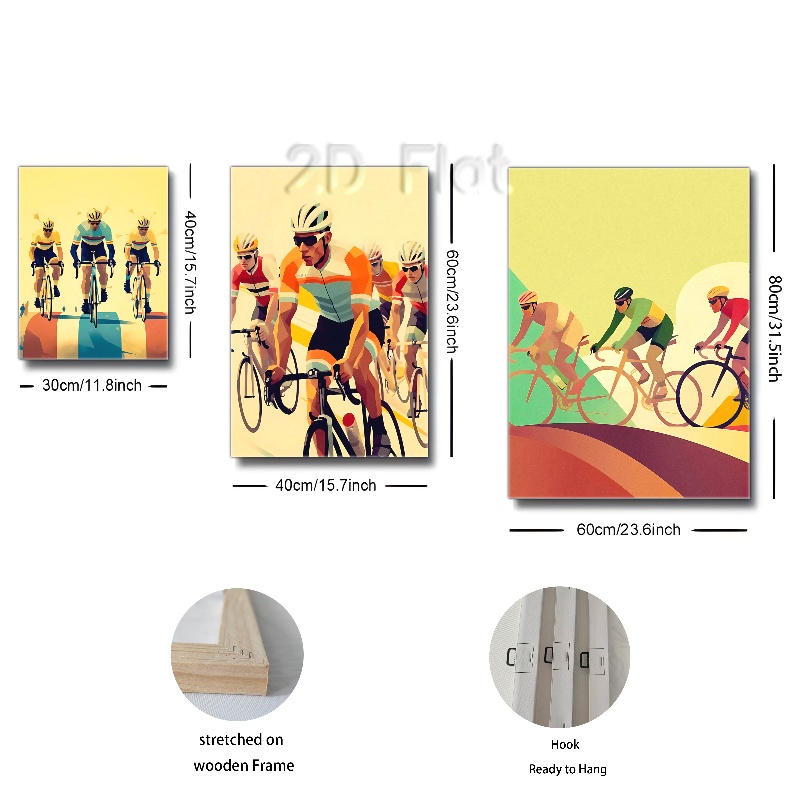 2D Flat
40cm/15.7inch
30cm/11.8inch
60cm/23.6inch
40cm/15.7inch
80cm/31.5inch
60cm/23.6inch
stretched on
wooden Frame
Hook
Ready to Hang